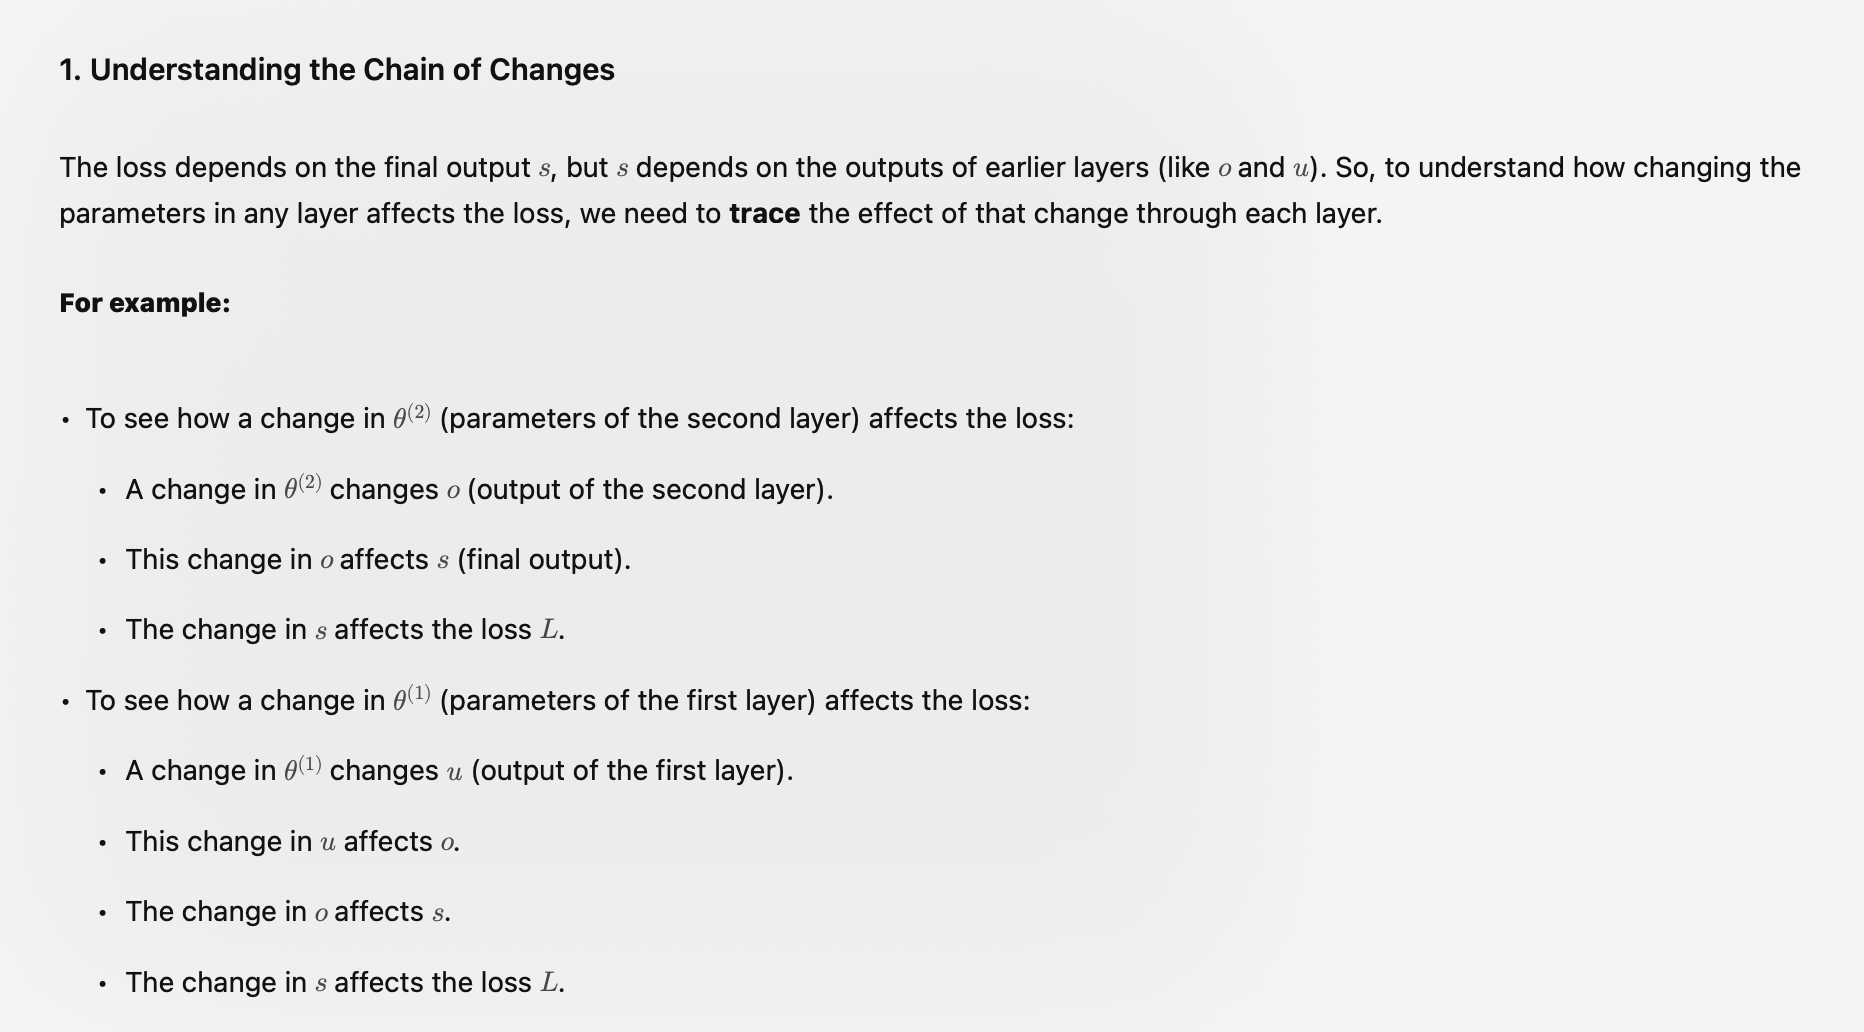 1. Understanding the Chain of Changes
The loss depends on the final output s, but s depends on the outputs of earlier layers (like o and u). So, to understand how changing the
parameters in any layer affects the loss, we need to trace the effect of that change through each layer.
For example:
• To see how a change in θ⁽²⁾ (parameters of the second layer) affects the loss:
• A change in θ⁽²⁾ changes o (output of the second layer).
• This change in o affects s (final output).
• The change in s affects the loss L.
• To see how a change in θ⁽¹⁾ (parameters of the first layer) affects the loss:
• A change in θ⁽¹⁾ changes u (output of the first layer).
• This change in u affects o.
• The change in o affects s.
• The change in s affects the loss L.